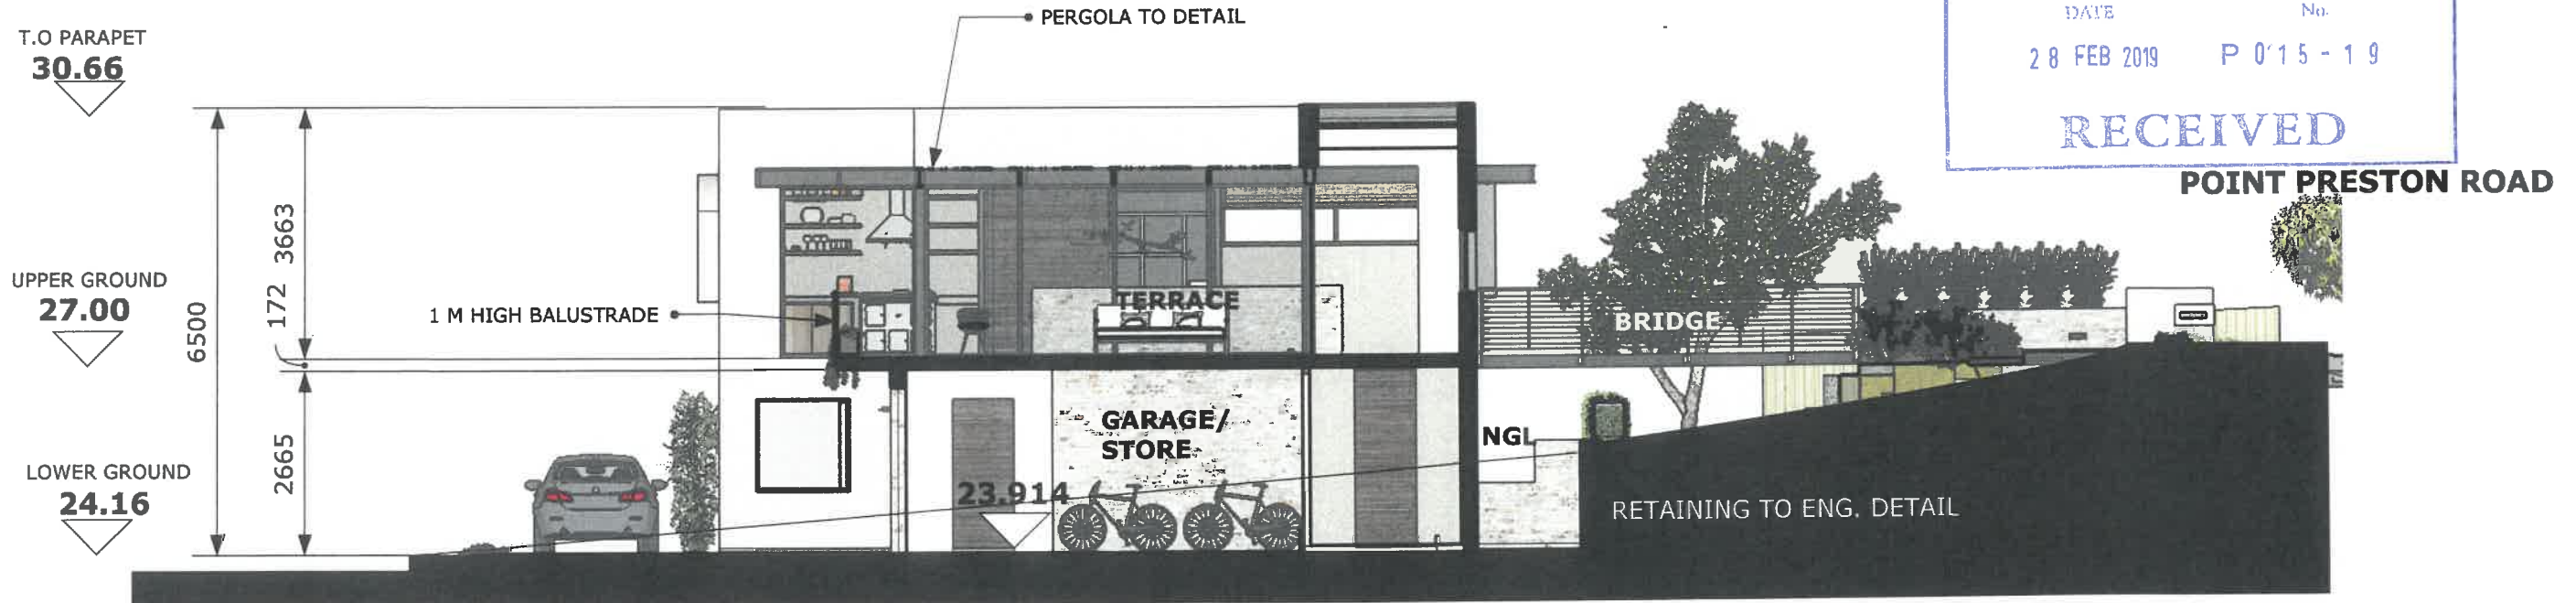 PERGOLA TO DETAIL
DATE No.
28 FEB 2019 P 015-19
RECEIVED
POINT PRESTON ROAD
T.O PARAPET
30.66
UPPER GROUND
27.00
LOWER GROUND
24.16
6500
3663
172
2665
1 M HIGH BALUSTRADE
TERRACE
BRIDGE
GARAGE/
STORE
NGL
23.914
RETAINING TO ENG. DETAIL